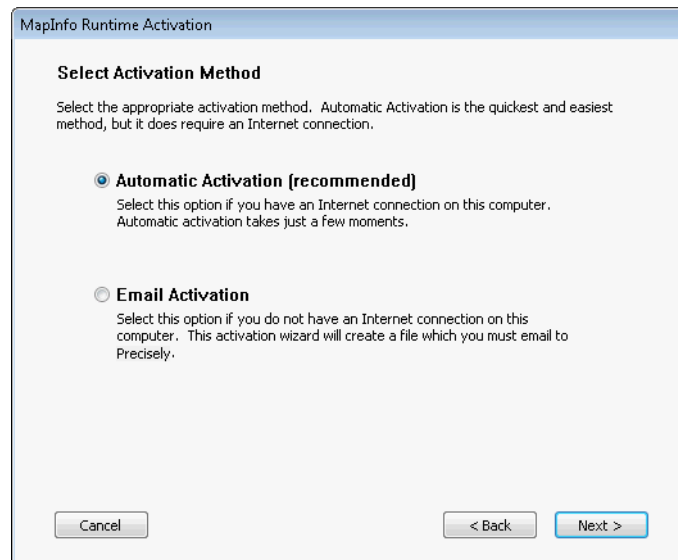 MapInfo Runtime Activation
Select Activation Method
Select the appropriate activation method. Automatic Activation is the quickest and easiest
method, but it does require an Internet connection.
Automatic Activation (recommended)
Select this option if you have an Internet connection on this computer.
Automatic activation takes just a few moments.
Email Activation
Select this option if you do not have an Internet connection on this
computer. This activation wizard will create a file which you must email to
Precisely.
Cancel
< Back
Next >